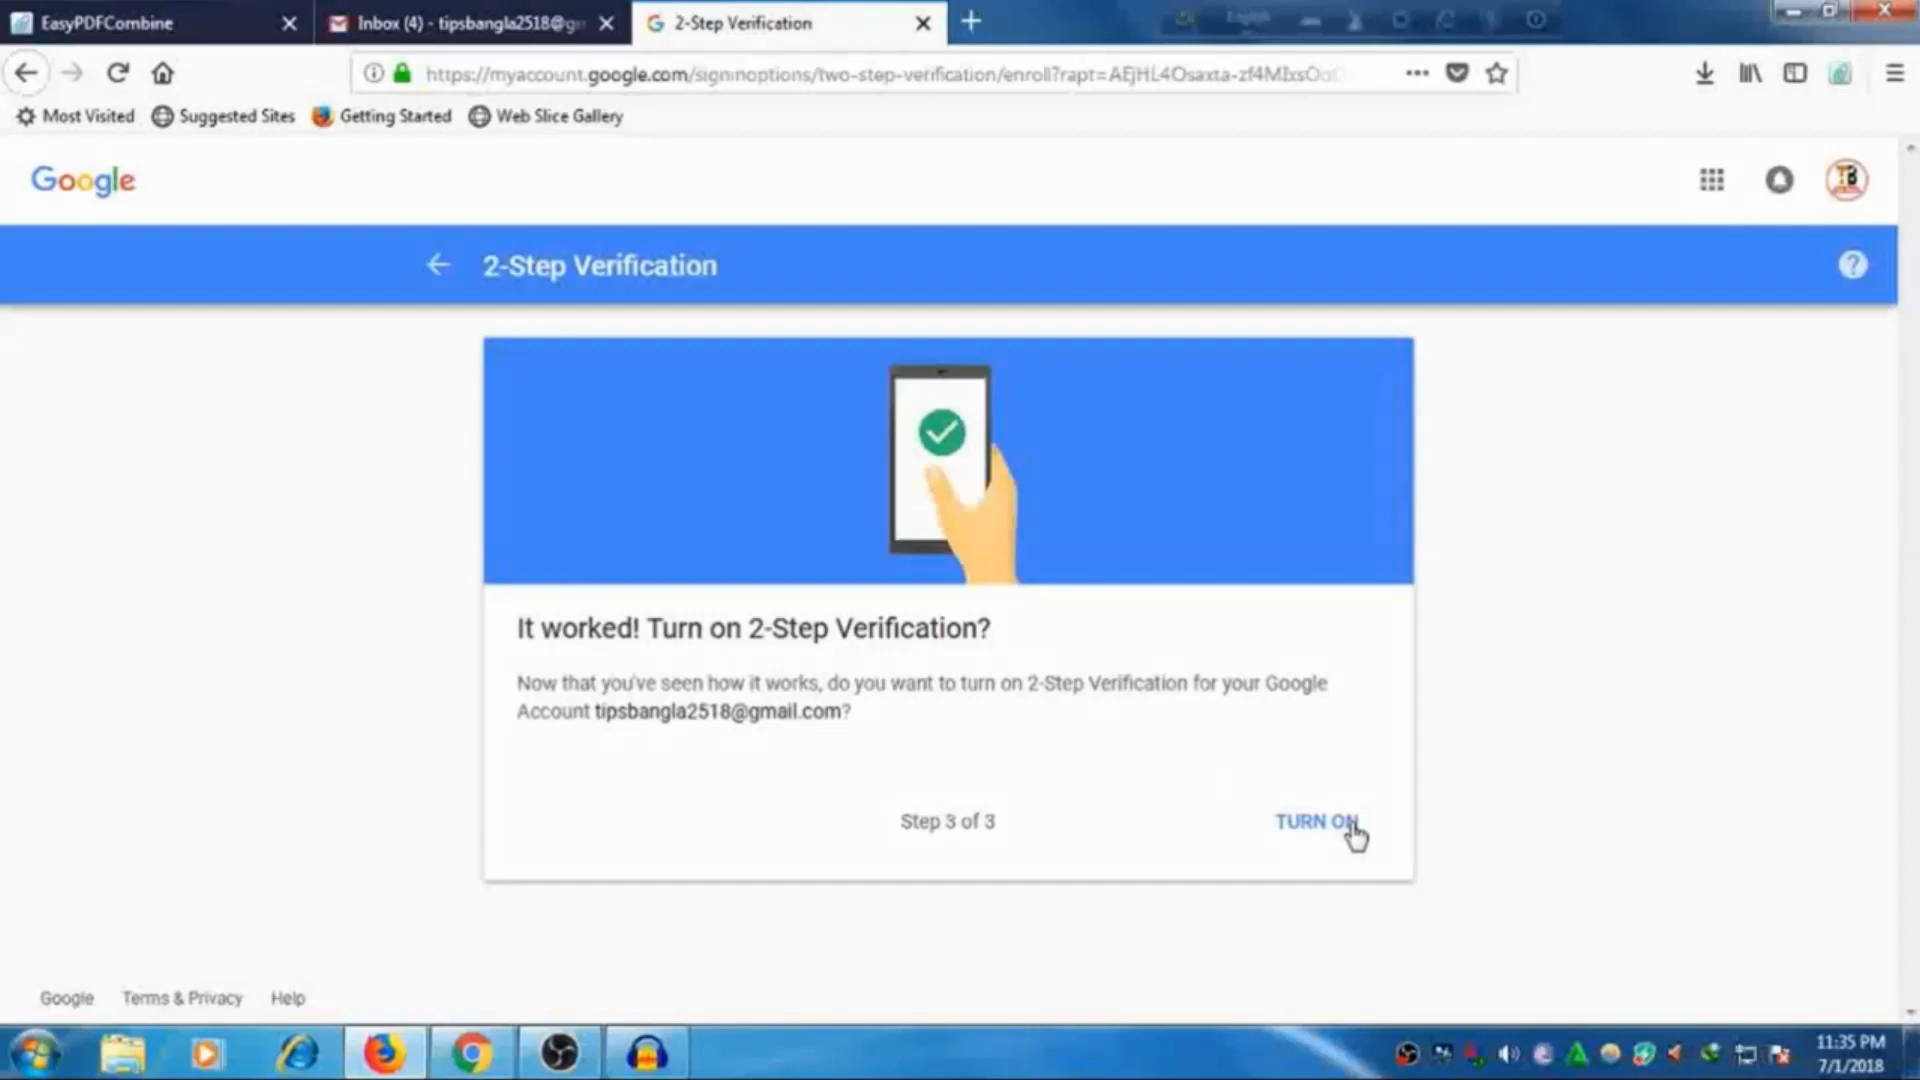 EasyPDFCombine
Inbox (4) - tipsbangla2518@g
2-Step Verification
English
https://myaccount.google.com/signinoptions/two-step-verification/enroll?rapt=AEjHL4Osaxta-zf4MIxsOa
Most Visited
Suggested Sites
Getting Started
Web Slice Gallery
Google
TB
2-Step Verification
It worked! Turn on 2-Step Verification?
Now that you've seen how it works, do you want to turn on 2-Step Verification for your Google
Account tipsbangla2518@gmail.com?
Step 3 of 3
TURN ON
Google
Terms & Privacy
Help
11:35 PM
7/1/2018